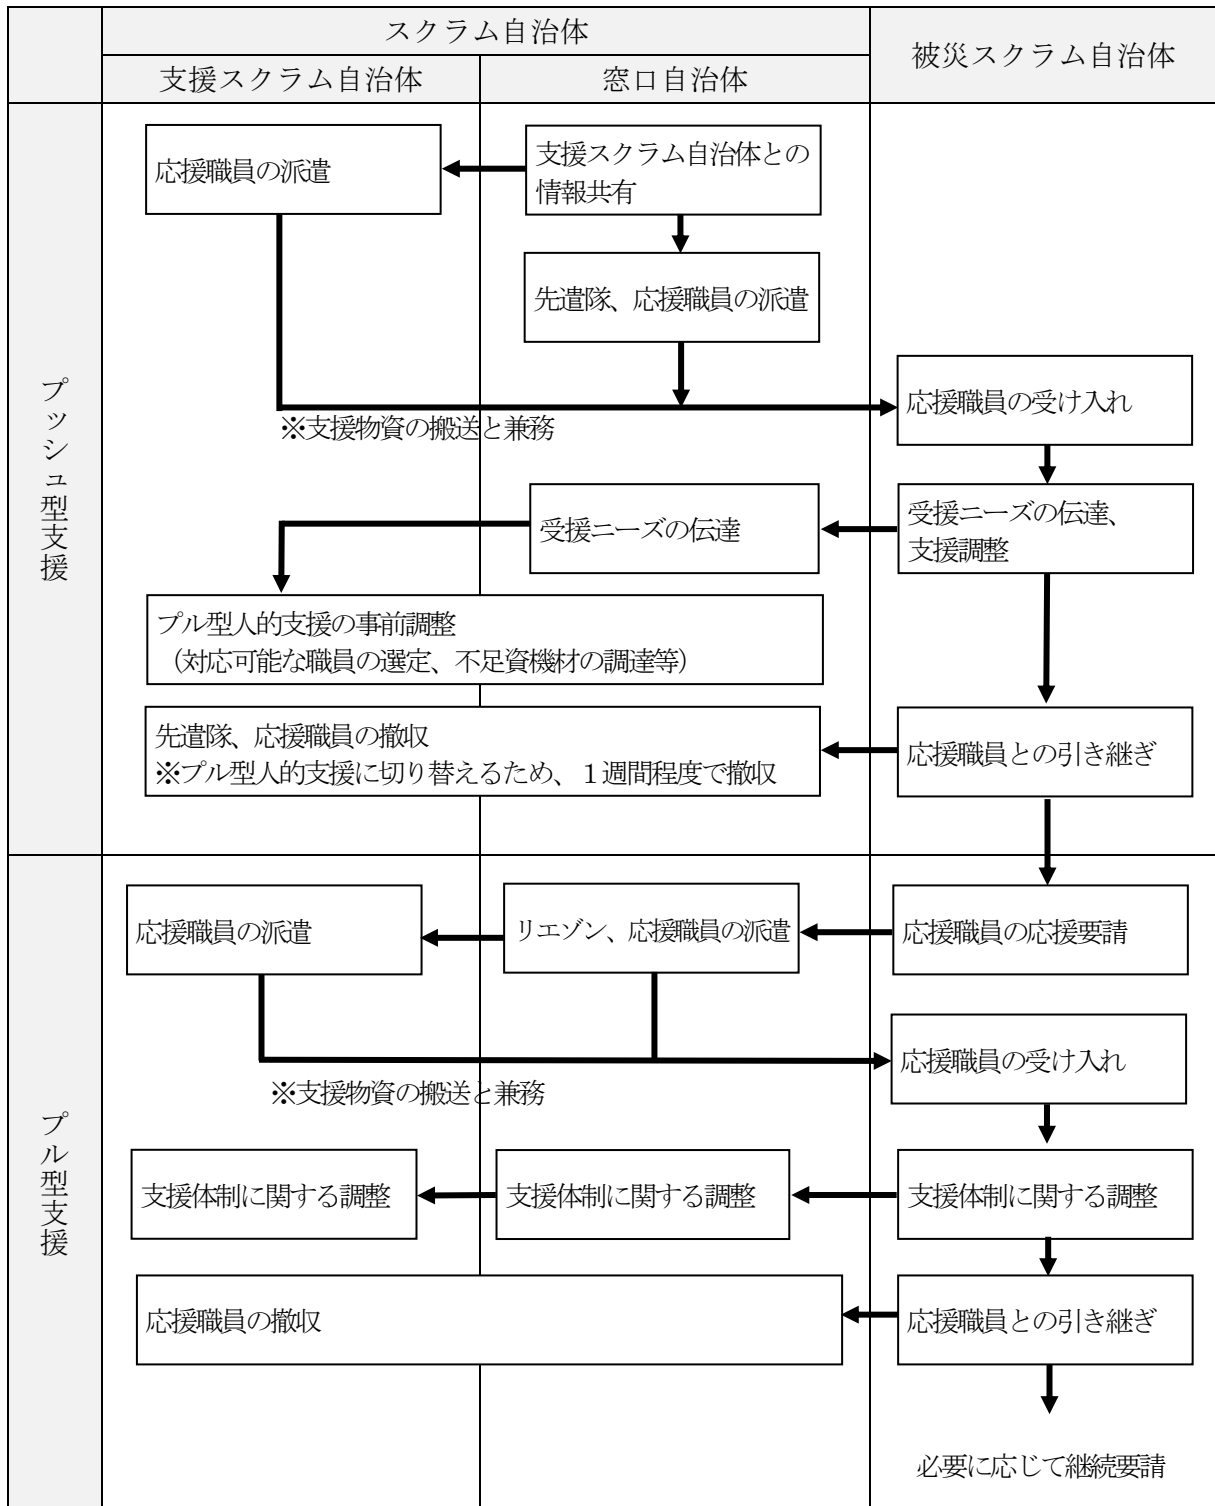 スクラム自治体
被災スクラム自治体
支援スクラム自治体
窓口自治体
プッシュ型支援
応援職員の派遣
支援スクラム自治体との
情報共有
先遣隊、応援職員の派遣
応援職員の受け入れ
※支援物資の搬送と兼務
受援ニーズの伝達
受援ニーズの伝達、
支援調整
プル型人的支援の事前調整
（対応可能な職員の選定、不足資機材の調達等）
先遣隊、応援職員の撤収
※プル型人的支援に切り替えるため、１週間程度で撤収
応援職員との引き継ぎ
プル型支援
応援職員の派遣
リエゾン、応援職員の派遣
応援職員の応援要請
応援職員の受け入れ
※支援物資の搬送と兼務
支援体制に関する調整
支援体制に関する調整
支援体制に関する調整
応援職員の撤収
応援職員との引き継ぎ
必要に応じて継続要請